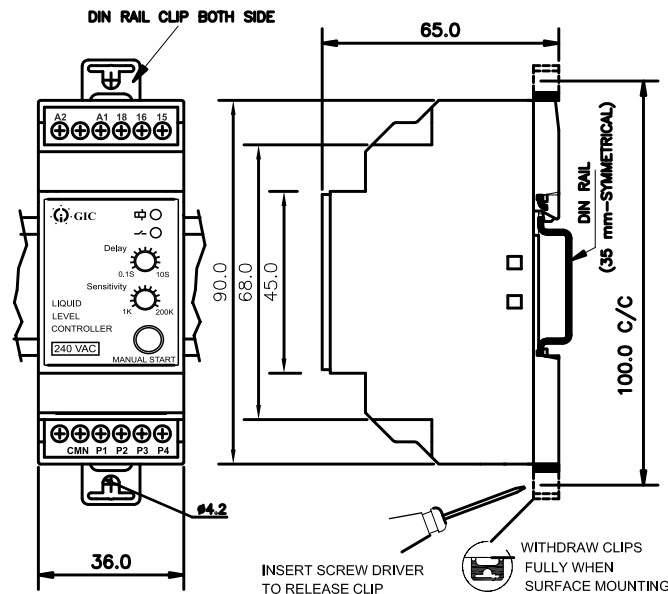 DIN RAIL CLIP BOTH SIDE
65.0
A2 A1 18 16 15
GIC
Delay
0.1S 10S
Sensitivity
1K 200K
LIQUID
LEVEL
CONTROLLER
240 VAC
MANUAL START
CMN P1 P2 P3 P4
ø4.2
36.0
90.0
68.0
45.0
DIN RAIL
(35 mm-SYMMETRICAL)
100.0 C/C
INSERT SCREW DRIVER
TO RELEASE CLIP
WITHDRAW CLIPS
FULLY WHEN
SURFACE MOUNTING